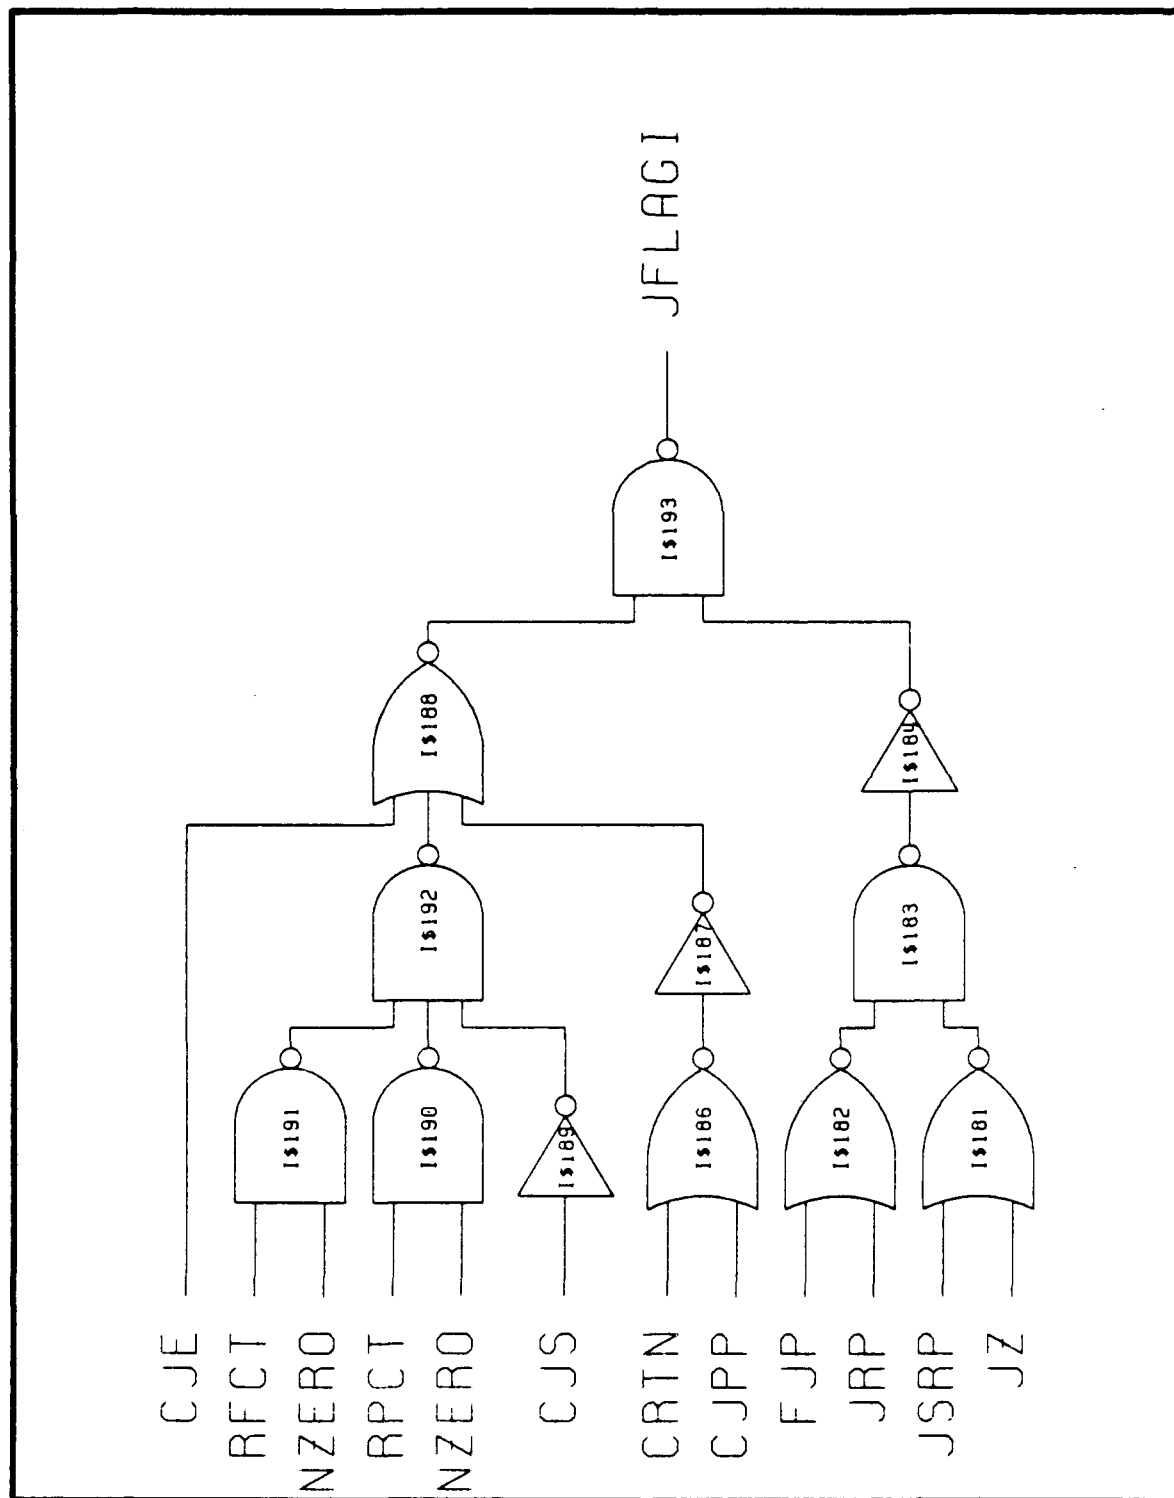 CJE
RFCT
NZERO
RPCT
NZERO
CJS
CRTN
CJPP
FJP
JRP
JSRP
JZ
I$191
I$190
I$189
I$186
I$182
I$181
I$192
I$187
I$183
I$188
I$184
I$193
JFLAGI